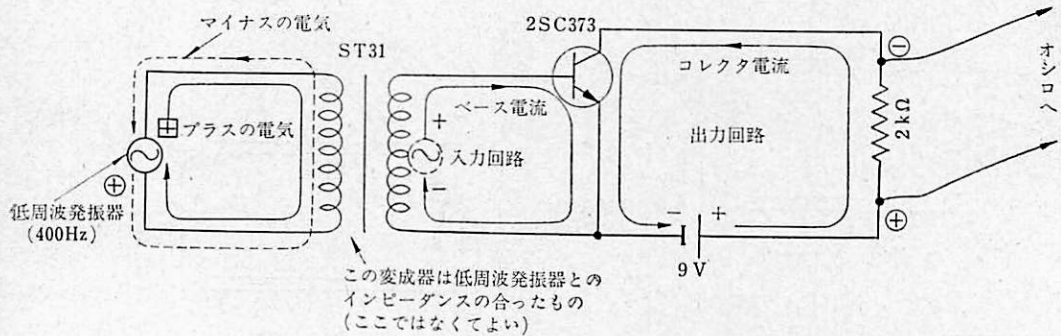 マイナスの電気
ST31
2SC373
⊖
オシロへ
コレクタ電流
ベース電流
+
+
プラスの電気
入力回路
出力回路
2kΩ
⊕
−
低周波発振器
(400Hz)
−
+
⊕
9V
この変成器は低周波発振器との
インピーダンスの合ったもの
(ここではなくてよい)